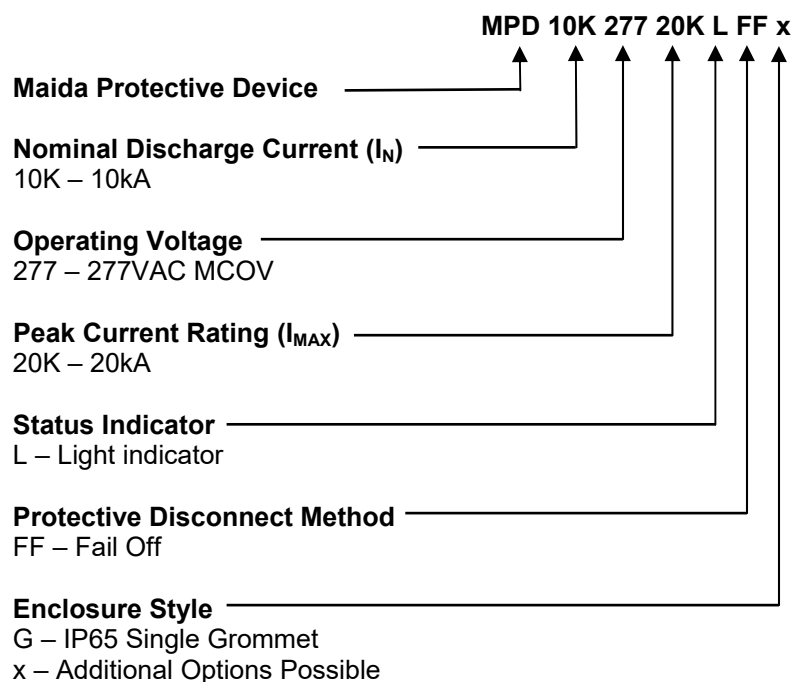 MPD 10K 277 20K L FF x
Maida Protective Device
Nominal Discharge Current (IN)
10K – 10kA
Operating Voltage
277 – 277VAC MCOV
Peak Current Rating (IMAX)
20K – 20kA
Status Indicator
L – Light indicator
Protective Disconnect Method
FF – Fail Off
Enclosure Style
G – IP65 Single Grommet
x – Additional Options Possible